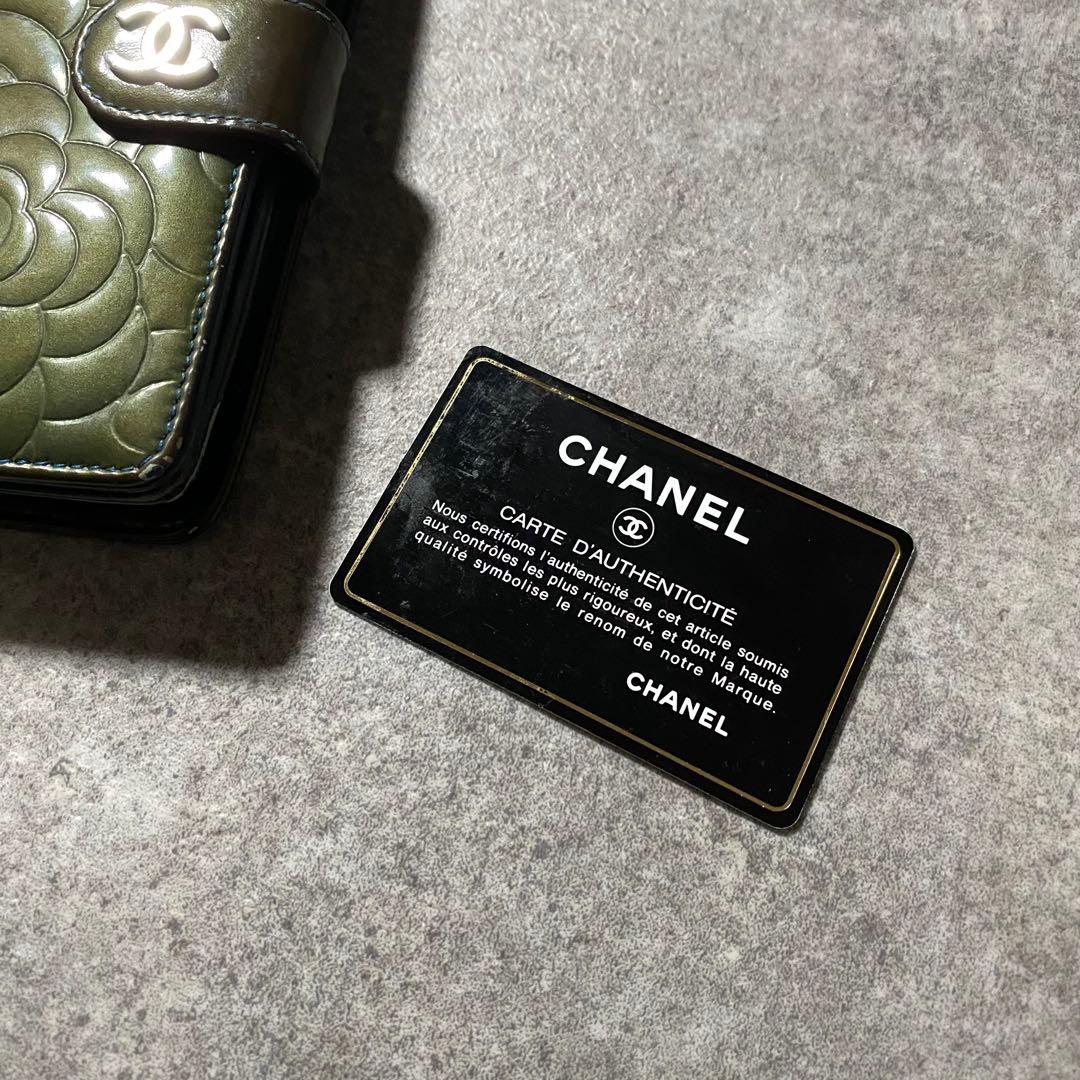 CHANEL
CARTE D'AUTHENTICITÉ
Nous certifions l'authenticité de cet article soumis
aux contrôles les plus rigoureux, et dont la haute
qualité symbolise le renom de notre Marque.
CHANEL